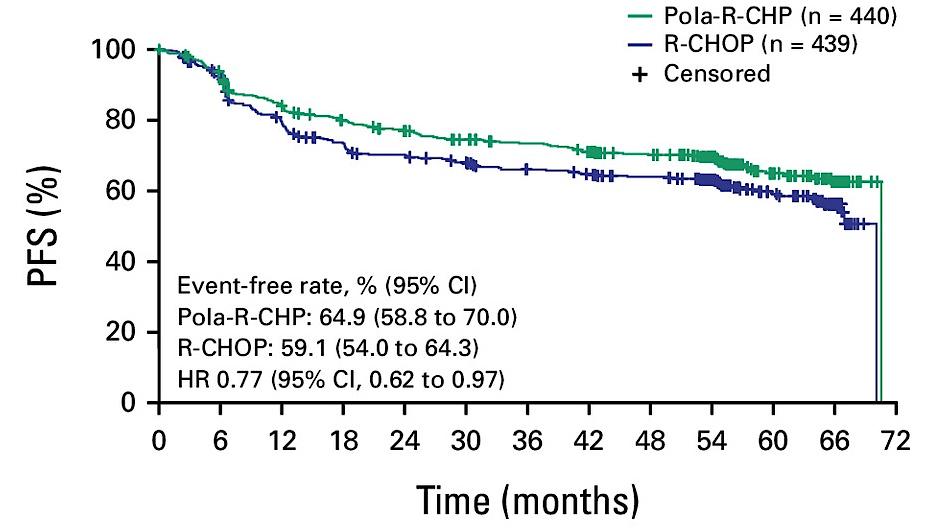 Pola-R-CHP (n = 440)
R-CHOP (n = 439)
Censored
PFS (%)
100
80
60
40
20
0
Event-free rate, % (95% CI)
Pola-R-CHP: 64.9 (58.8 to 70.0)
R-CHOP: 59.1 (54.0 to 64.3)
HR 0.77 (95% CI, 0.62 to 0.97)
0 6 12 18 24 30 36 42 48 54 60 66 72
Time (months)